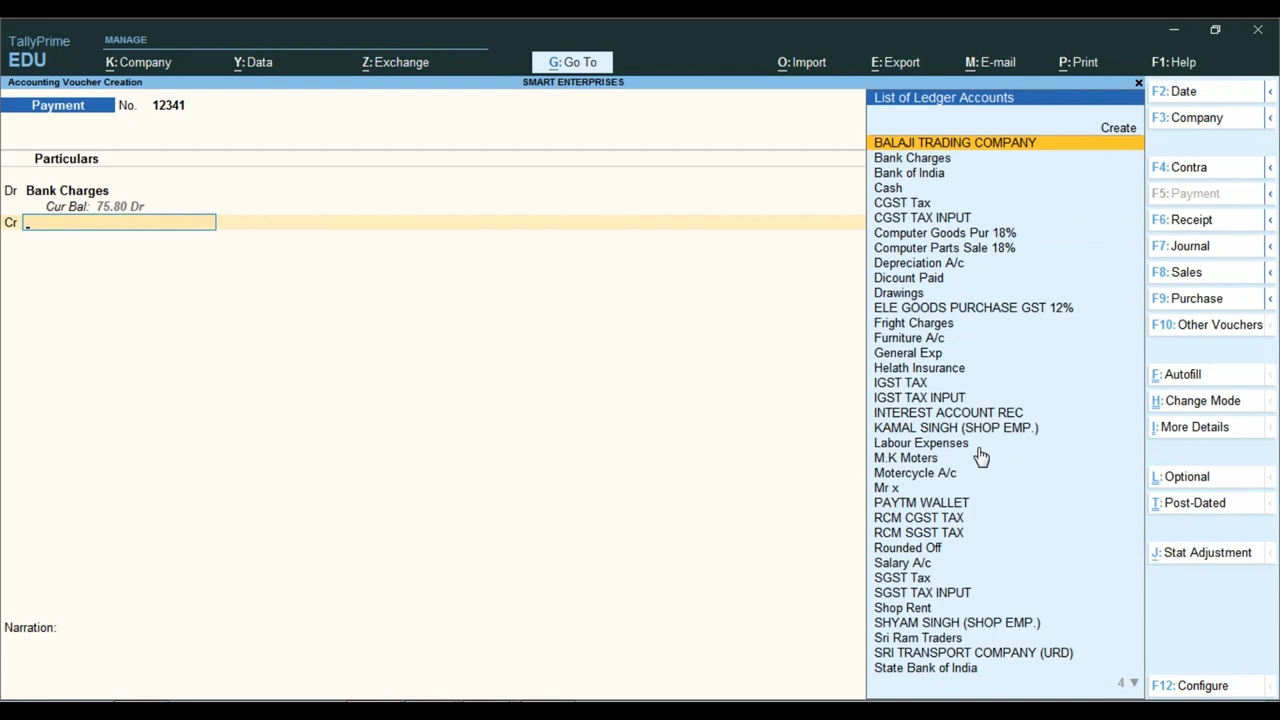 TallyPrime
EDU
MANAGE
K: Company Y: Data Z: Exchange G: Go To O: Import E: Export M: E-mail P: Print F1: Help
Accounting Voucher Creation SMART ENTERPRISES
Payment No. 12341
Particulars
Dr Bank Charges
Cur Bal: 75.80 Dr
Cr
Narration:
List of Ledger Accounts
Create
BALAJI TRADING COMPANY
Bank Charges
Bank of India
Cash
CGST Tax
CGST TAX INPUT
Computer Goods Pur 18%
Computer Parts Sale 18%
Depreciation A/c
Dicount Paid
Drawings
ELE GOODS PURCHASE GST 12%
Fright Charges
Furniture A/c
General Exp
Helath Insurance
IGST TAX
IGST TAX INPUT
INTEREST ACCOUNT REC
KAMAL SINGH (SHOP EMP.)
Labour Expenses
M.K Moters
Motercycle A/c
Mr x
PAYTM WALLET
RCM CGST TAX
RCM SGST TAX
Rounded Off
Salary A/c
SGST Tax
SGST TAX INPUT
Shop Rent
SHYAM SINGH (SHOP EMP.)
Sri Ram Traders
SRI TRANSPORT COMPANY (URD)
State Bank of India
4 ▼
F2: Date
F3: Company
F4: Contra
F5: Payment
F6: Receipt
F7: Journal
F8: Sales
F9: Purchase
F10: Other Vouchers
F: Autofill
H: Change Mode
I: More Details
L: Optional
T: Post-Dated
J: Stat Adjustment
F12: Configure